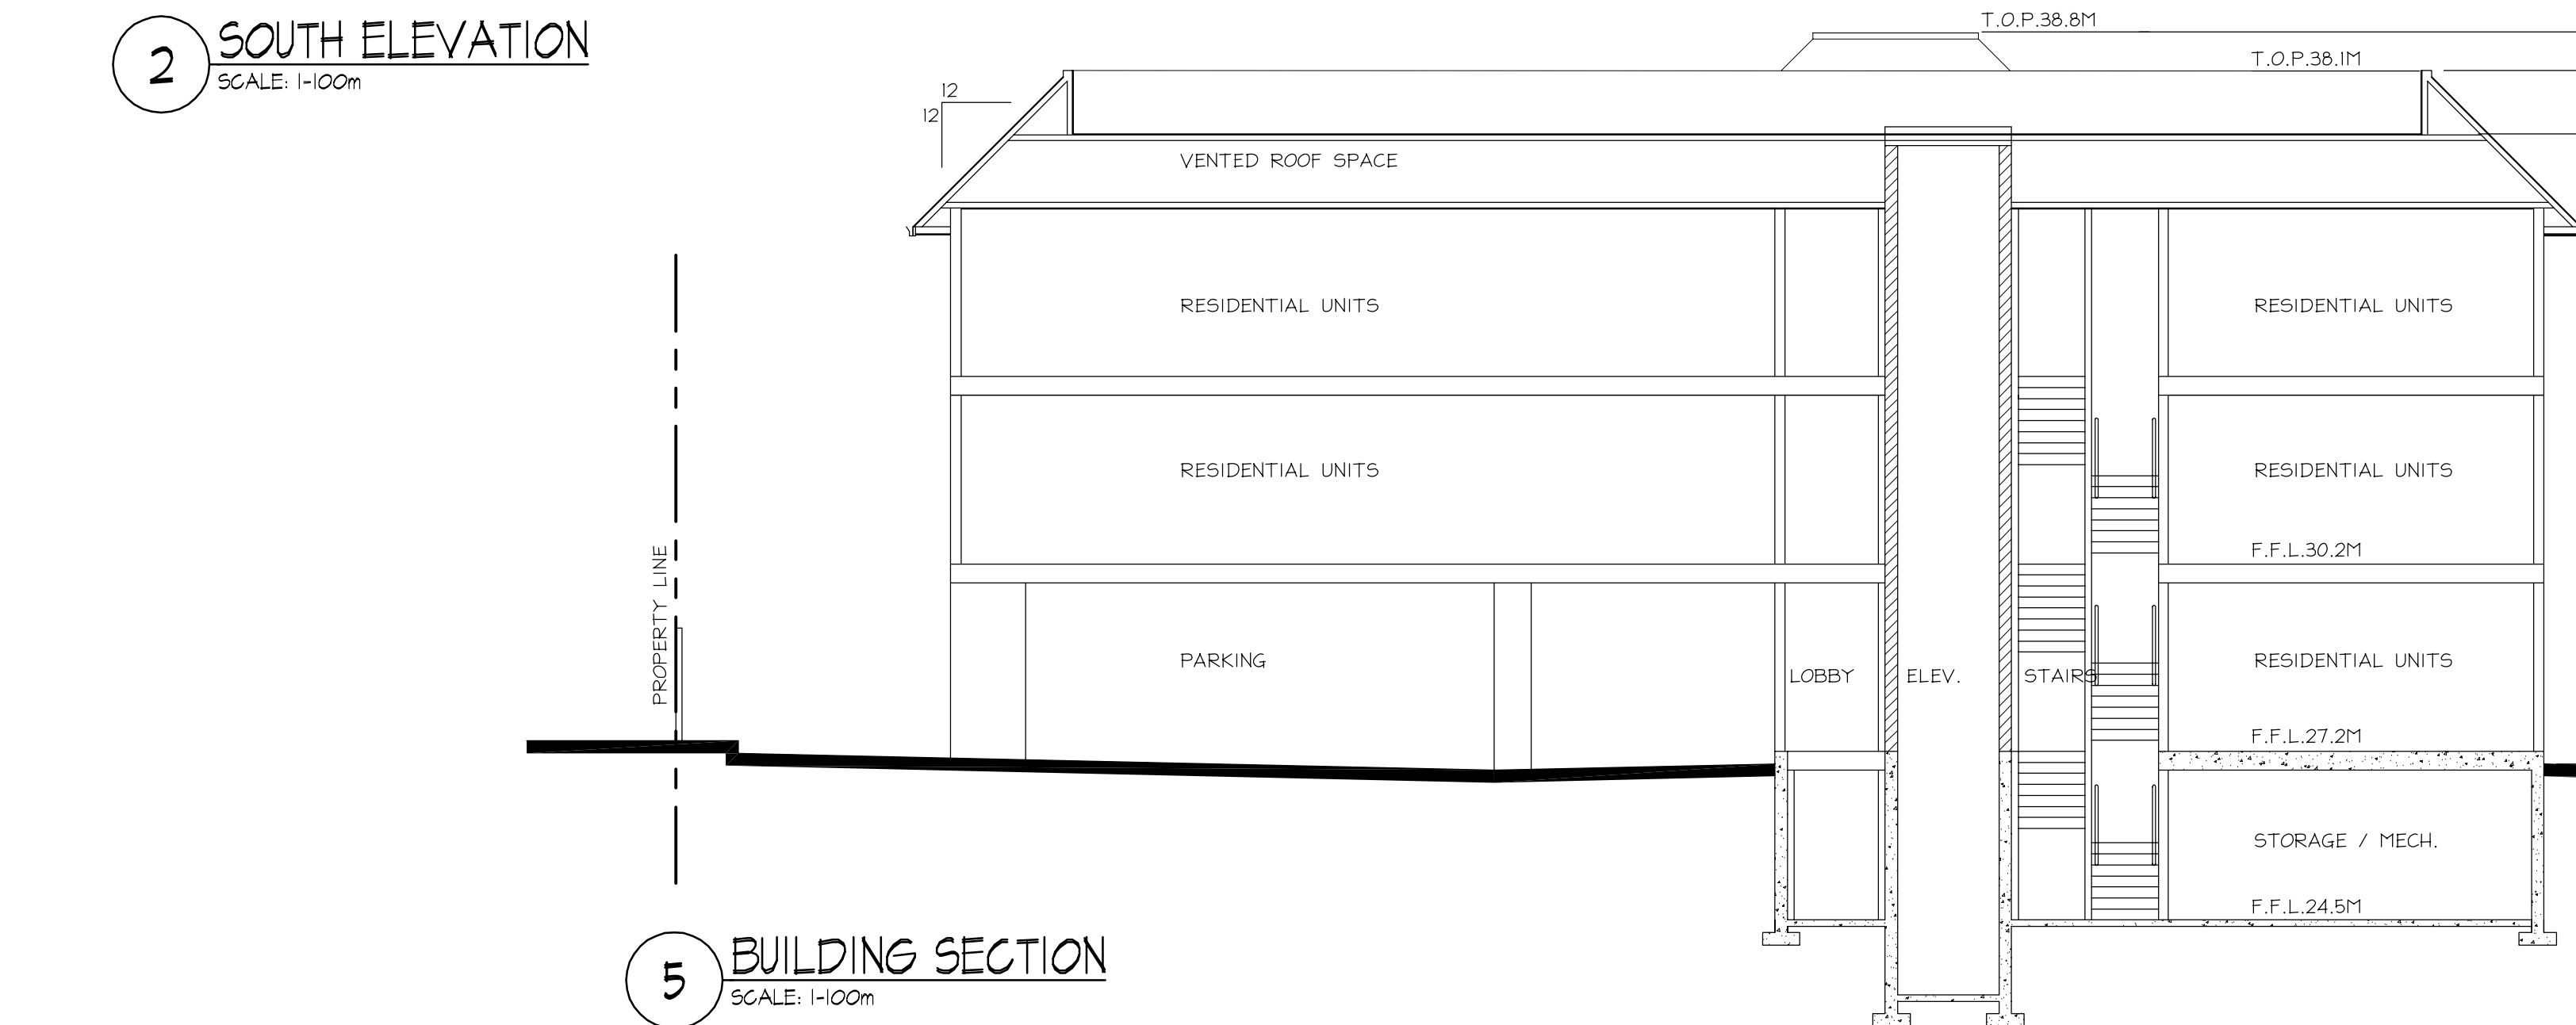 2
SOUTH ELEVATION
SCALE: 1-100m
T.O.P.38.8M
T.O.P.38.1M
12
12
VENTED ROOF SPACE
RESIDENTIAL UNITS
RESIDENTIAL UNITS
RESIDENTIAL UNITS
RESIDENTIAL UNITS
F.F.L.30.2M
PROPERTY LINE
PARKING
LOBBY
ELEV.
STAIRS
RESIDENTIAL UNITS
F.F.L.27.2M
STORAGE / MECH.
F.F.L.24.5M
5
BUILDING SECTION
SCALE: 1-100m